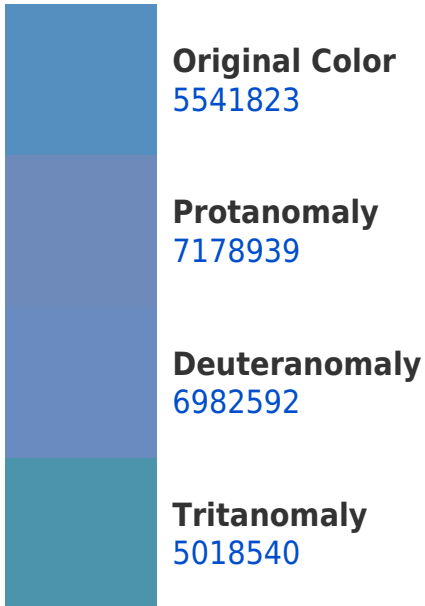 Original Color
5541823
Protanomaly
7178939
Deuteranomaly
6982592
Tritanomaly
5018540